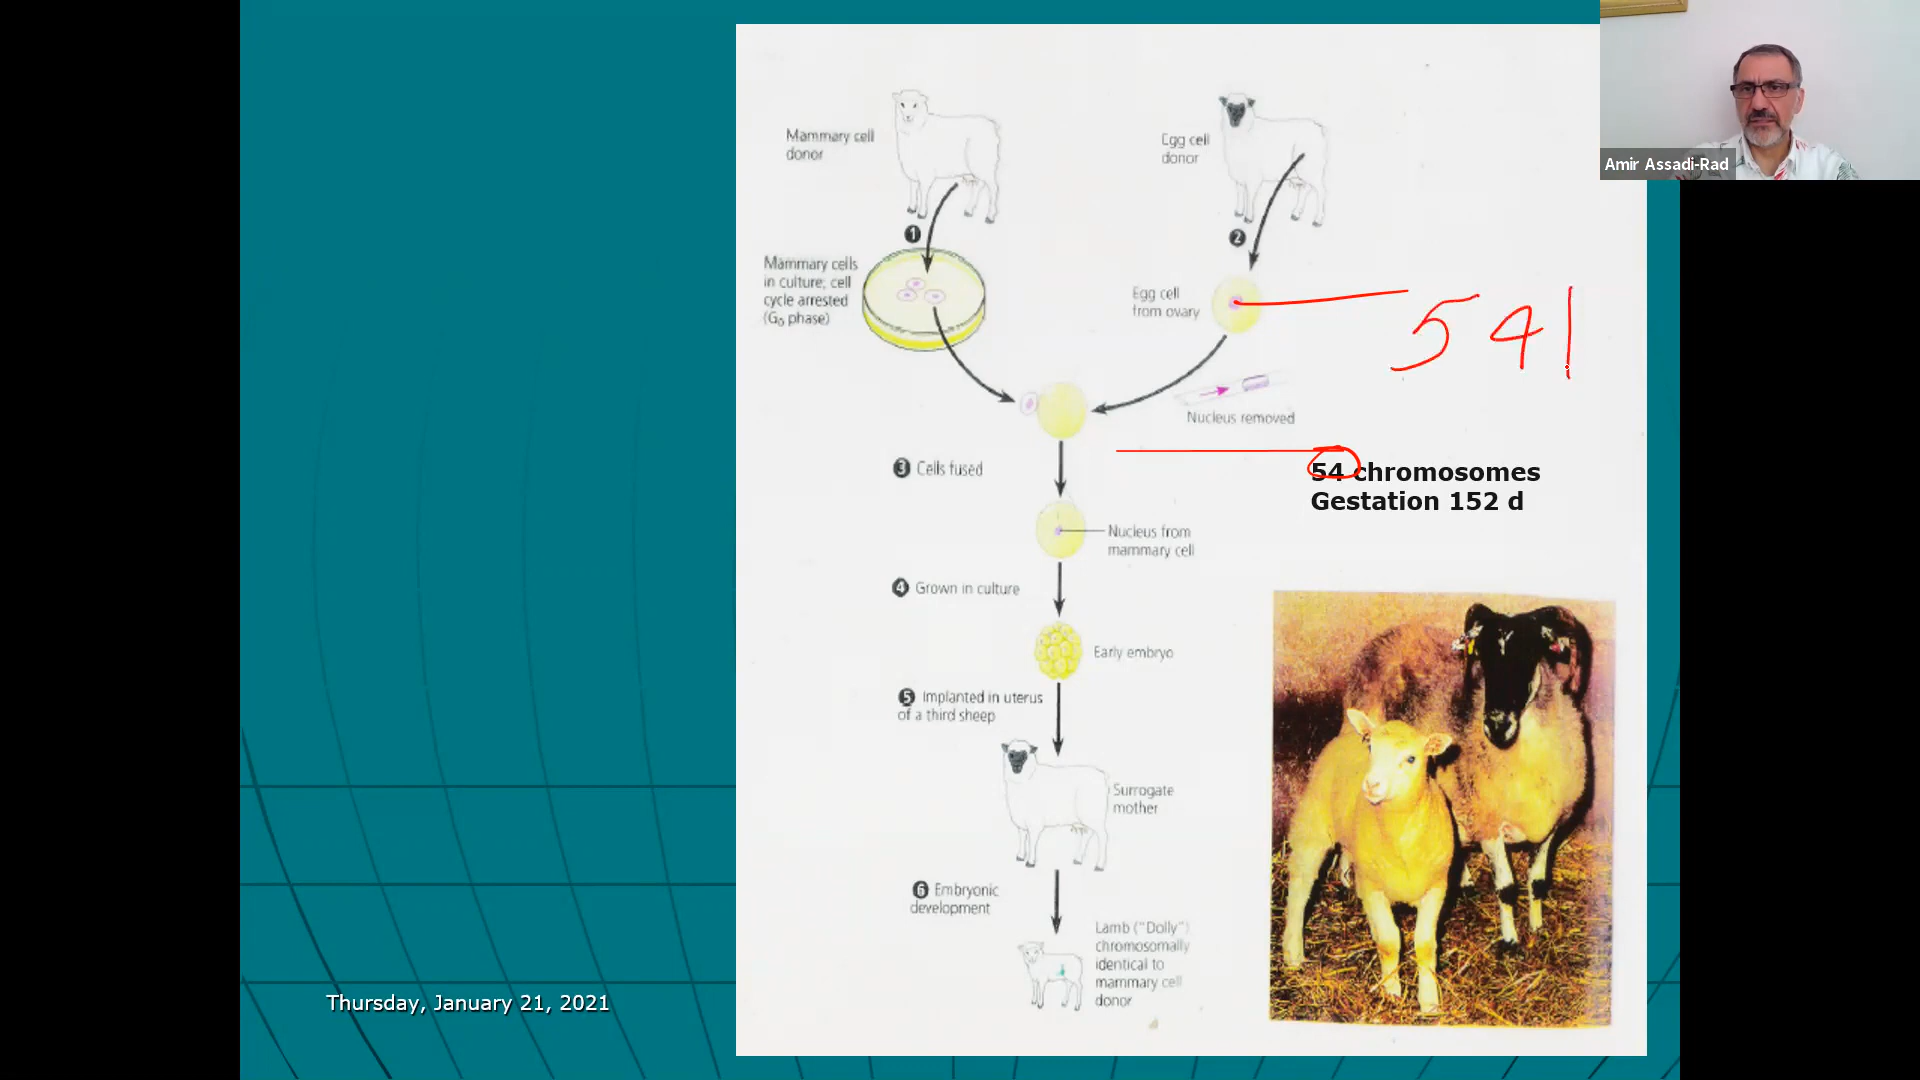 Amir Assadi-Rad
Mammary cell
donor
Egg cell
donor
1
2
Mammary cells
in culture; cell
cycle arrested
(G0 phase)
Egg cell
from ovary
541
Nucleus removed
3 Cells fused
54 chromosomes
Gestation 152 d
Nucleus from
mammary cell
4 Grown in culture
Early embryo
5 Implanted in uterus
of a third sheep
Surrogate
mother
6 Embryonic
development
Lamb ("Dolly")
chromosomally
identical to
mammary cell
donor
Thursday, January 21, 2021